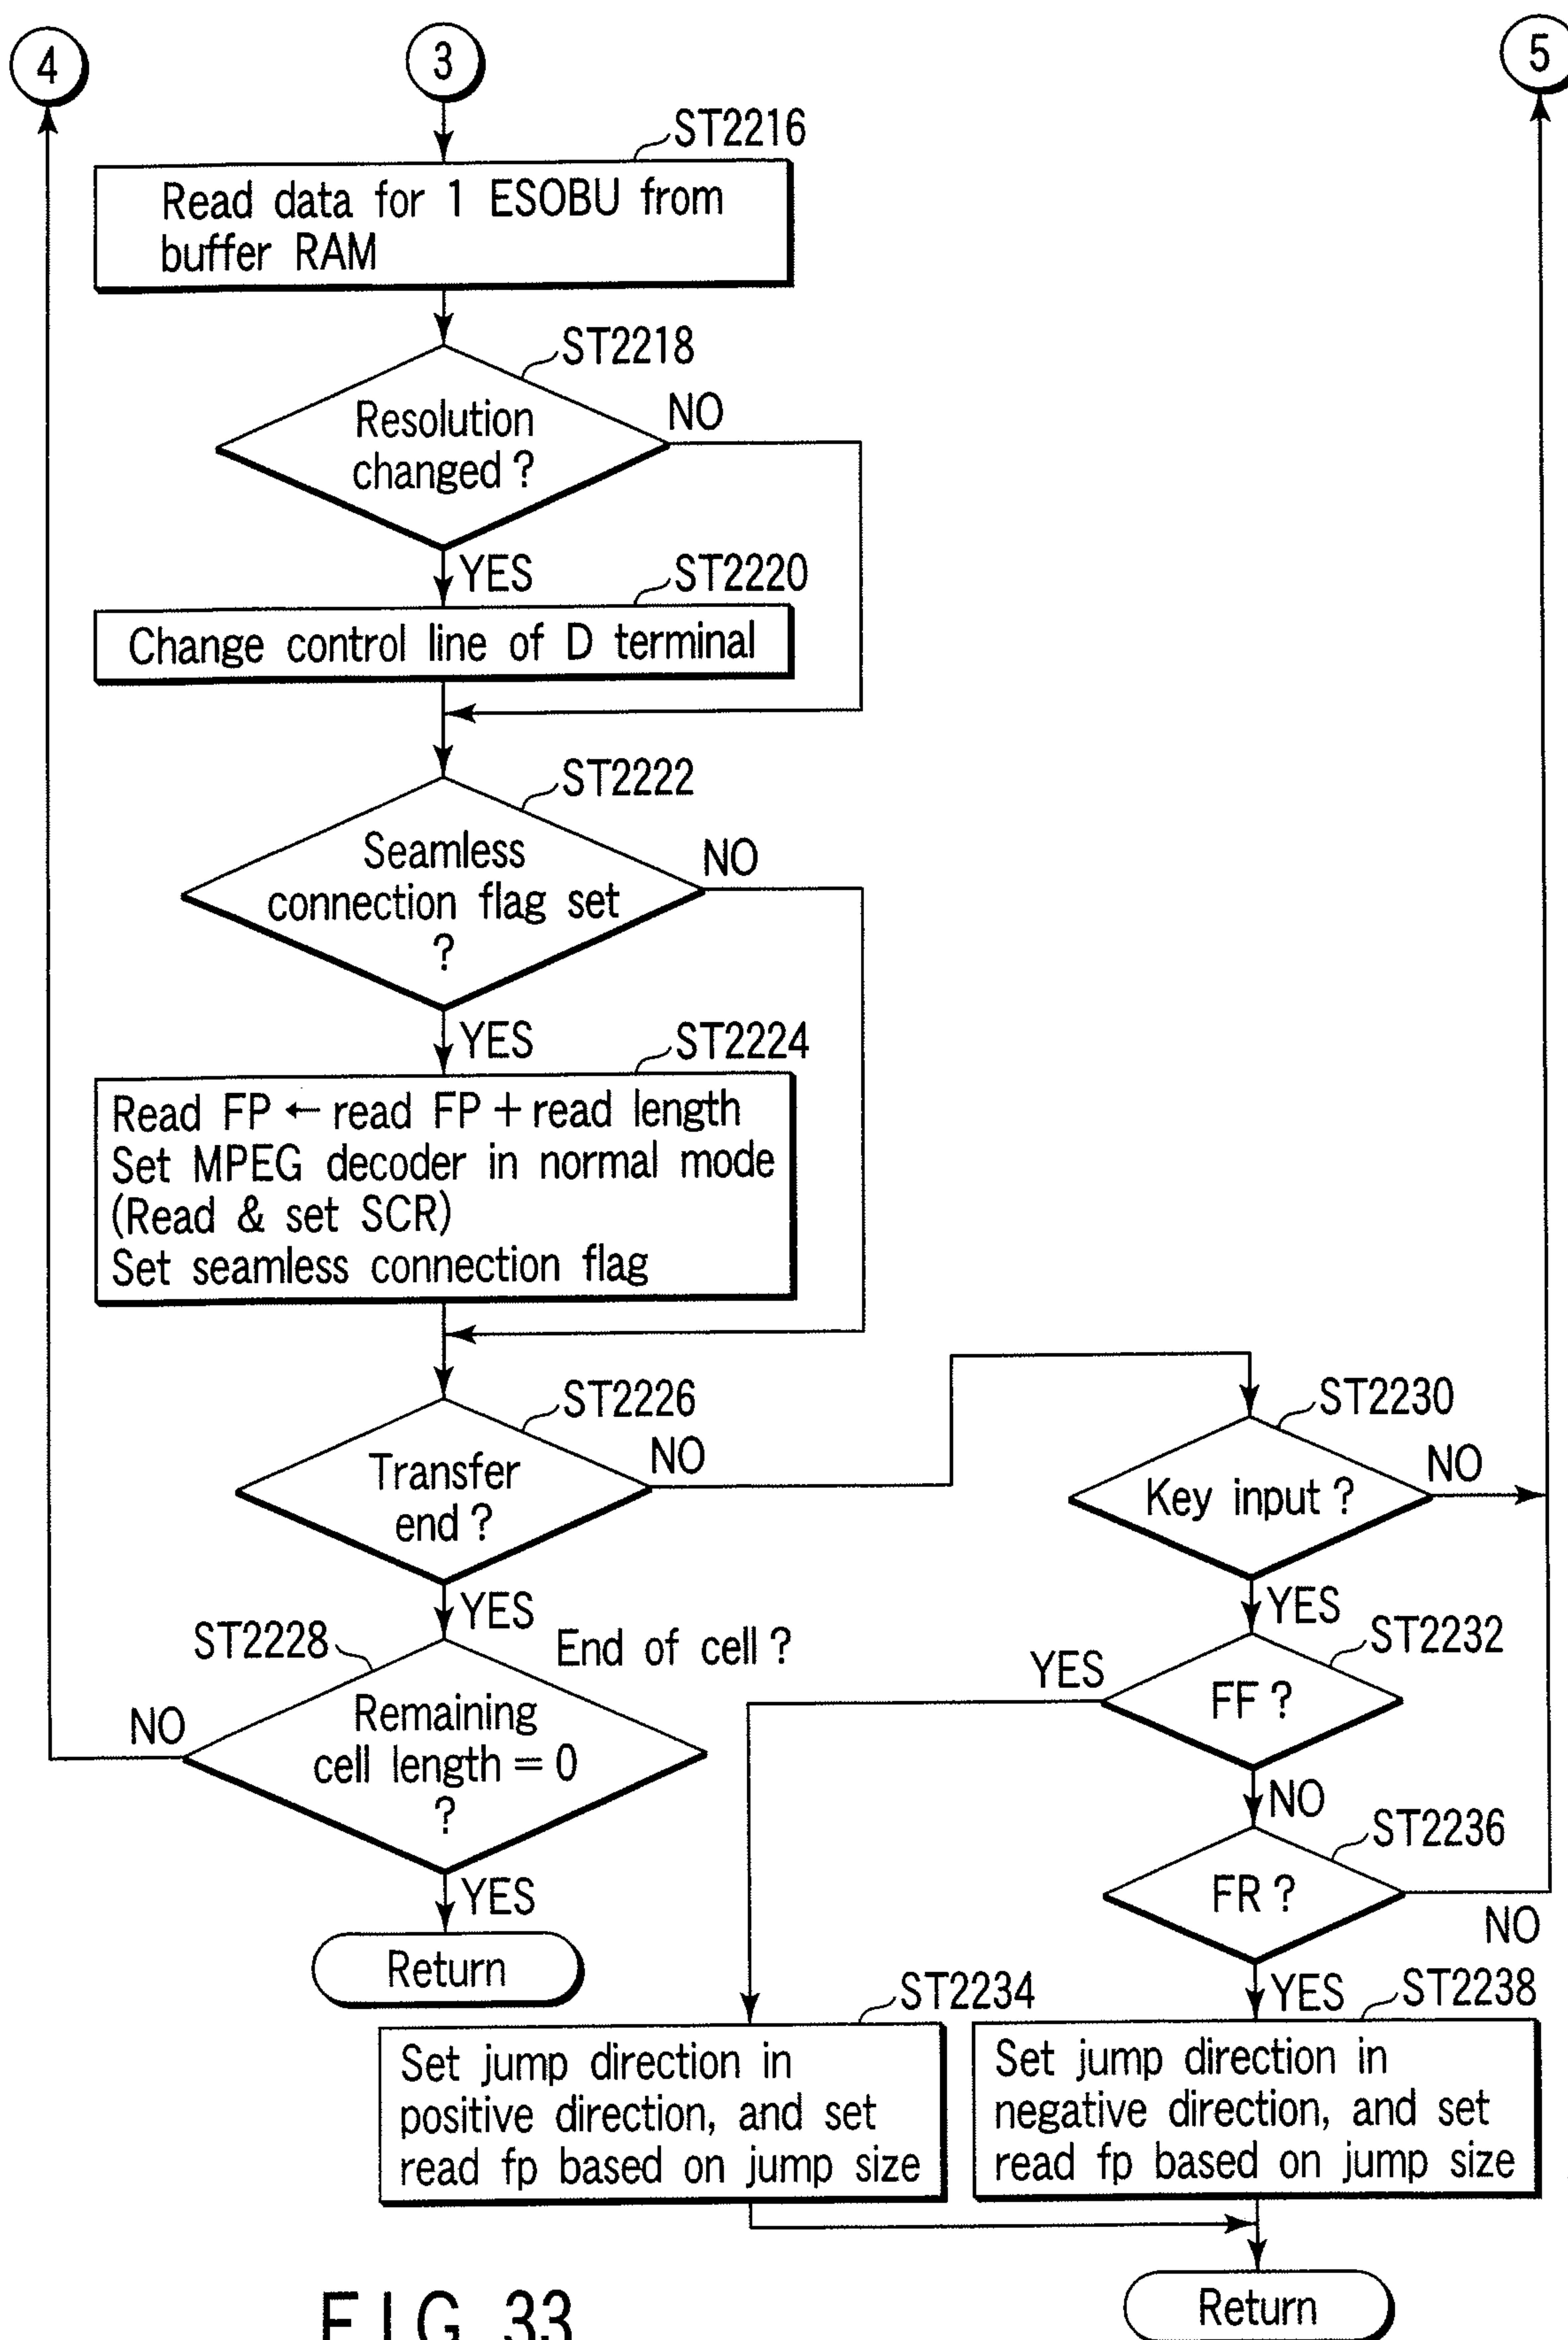 4
3
5
ST2216
Read data for 1 ESOBU from
buffer RAM
ST2218
Resolution
changed ?
NO
YES
ST2220
Change control line of D terminal
ST2222
Seamless
connection flag set
?
NO
YES
ST2224
Read FP ← read FP + read length
Set MPEG decoder in normal mode
(Read & set SCR)
Set seamless connection flag
ST2226
Transfer
end ?
NO
YES
ST2228
End of cell ?
Remaining
cell length = 0
?
NO
YES
Return
ST2230
Key input ?
NO
YES
ST2232
FF ?
YES
NO
ST2236
FR ?
NO
YES
ST2234
Set jump direction in
positive direction, and set
read fp based on jump size
ST2238
Set jump direction in
negative direction, and set
read fp based on jump size
Return
FIG. 33